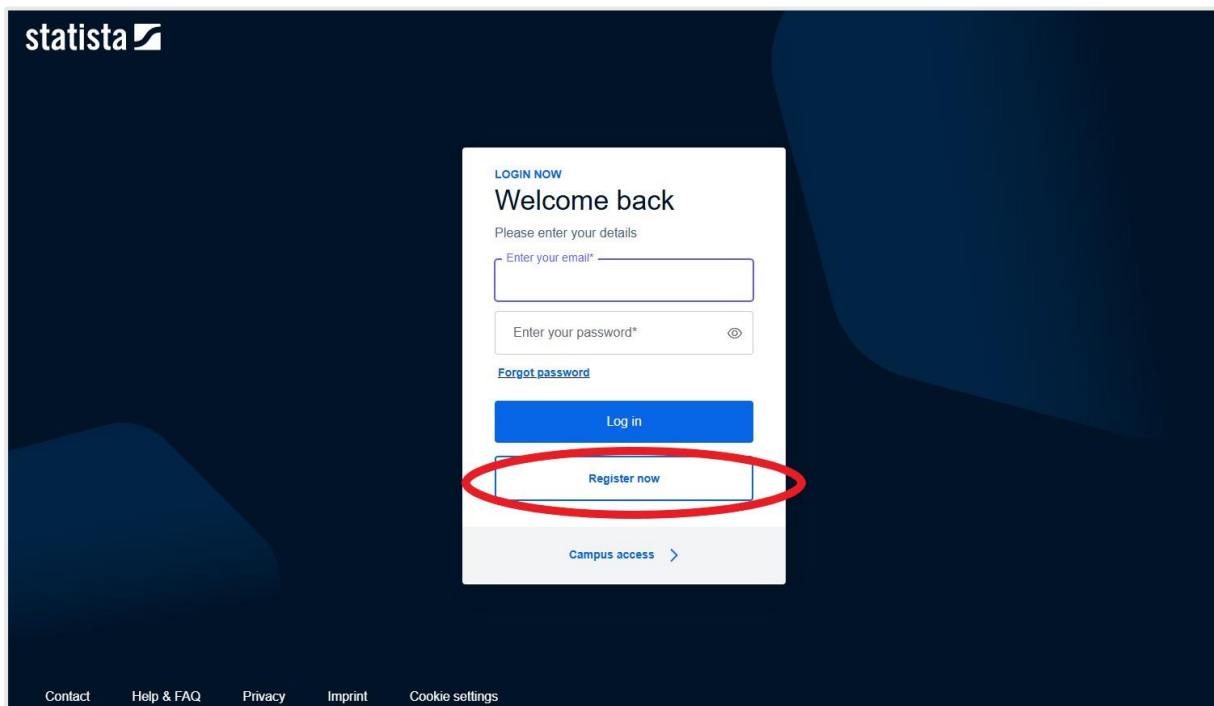 statista
LOGIN NOW
Welcome back
Please enter your details
Enter your email*
Enter your password*
Forgot password
Log in
Register now
Campus access
Contact Help & FAQ Privacy Imprint Cookie settings